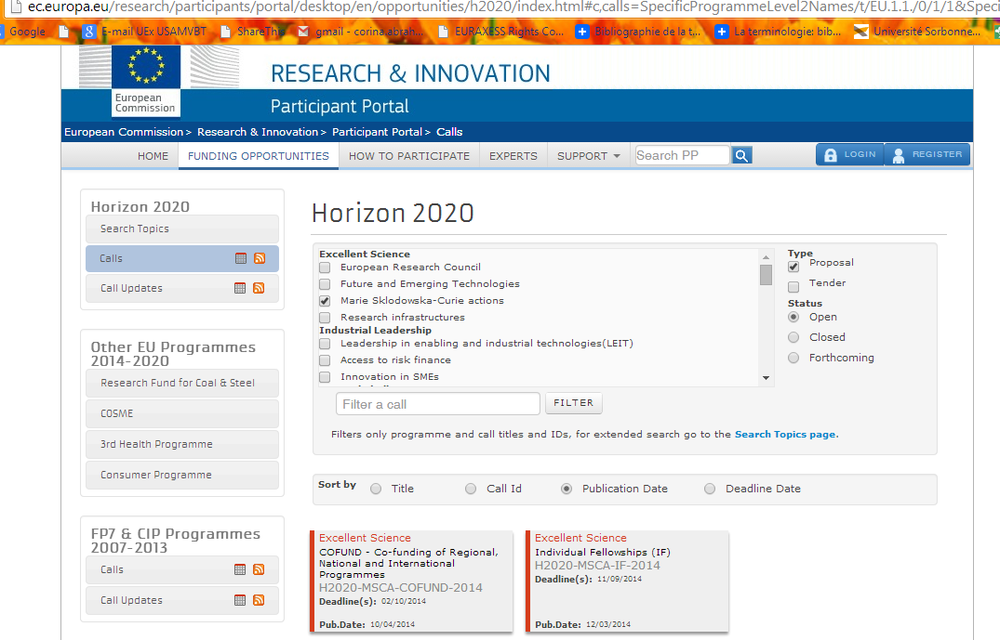 ec.europa.eu/research/participants/portal/desktop/en/opportunities/h2020/index.html#c,calls=SpecificProgrammeLevel2Names/t/EU.1.1./0/1/1&Speci
Google E-mail UEx USAMVBT ShareThis gmail - corina.abrah... EURAXESS Rights Co... Bibliographie de la t... La terminologie: bib... Université Sorbonne...
RESEARCH & INNOVATION
European
Commission
Participant Portal
European Commission > Research & Innovation > Participant Portal > Calls
HOME FUNDING OPPORTUNITIES HOW TO PARTICIPATE EXPERTS SUPPORT Search PP LOGIN REGISTER
Horizon 2020
Search Topics
Calls
Call Updates
Other EU Programmes
2014-2020
Research Fund for Coal & Steel
COSME
3rd Health Programme
Consumer Programme
FP7 & CIP Programmes
2007-2013
Calls
Call Updates
Horizon 2020
Excellent Science
European Research Council
Future and Emerging Technologies
Marie Sklodowska-Curie actions
Research infrastructures
Industrial Leadership
Leadership in enabling and industrial technologies(LEIT)
Access to risk finance
Innovation in SMEs
Type
Proposal
Tender
Status
Open
Closed
Forthcoming
Filter a call FILTER
Filters only programme and call titles and IDs, for extended search go to the Search Topics page.
Sort by Title Call Id Publication Date Deadline Date
Excellent Science
COFUND - Co-funding of Regional,
National and International
Programmes
H2020-MSCA-COFUND-2014
Deadline(s): 02/10/2014
Pub.Date: 10/04/2014
Excellent Science
Individual Fellowships (IF)
H2020-MSCA-IF-2014
Deadline(s): 11/09/2014
Pub.Date: 12/03/2014